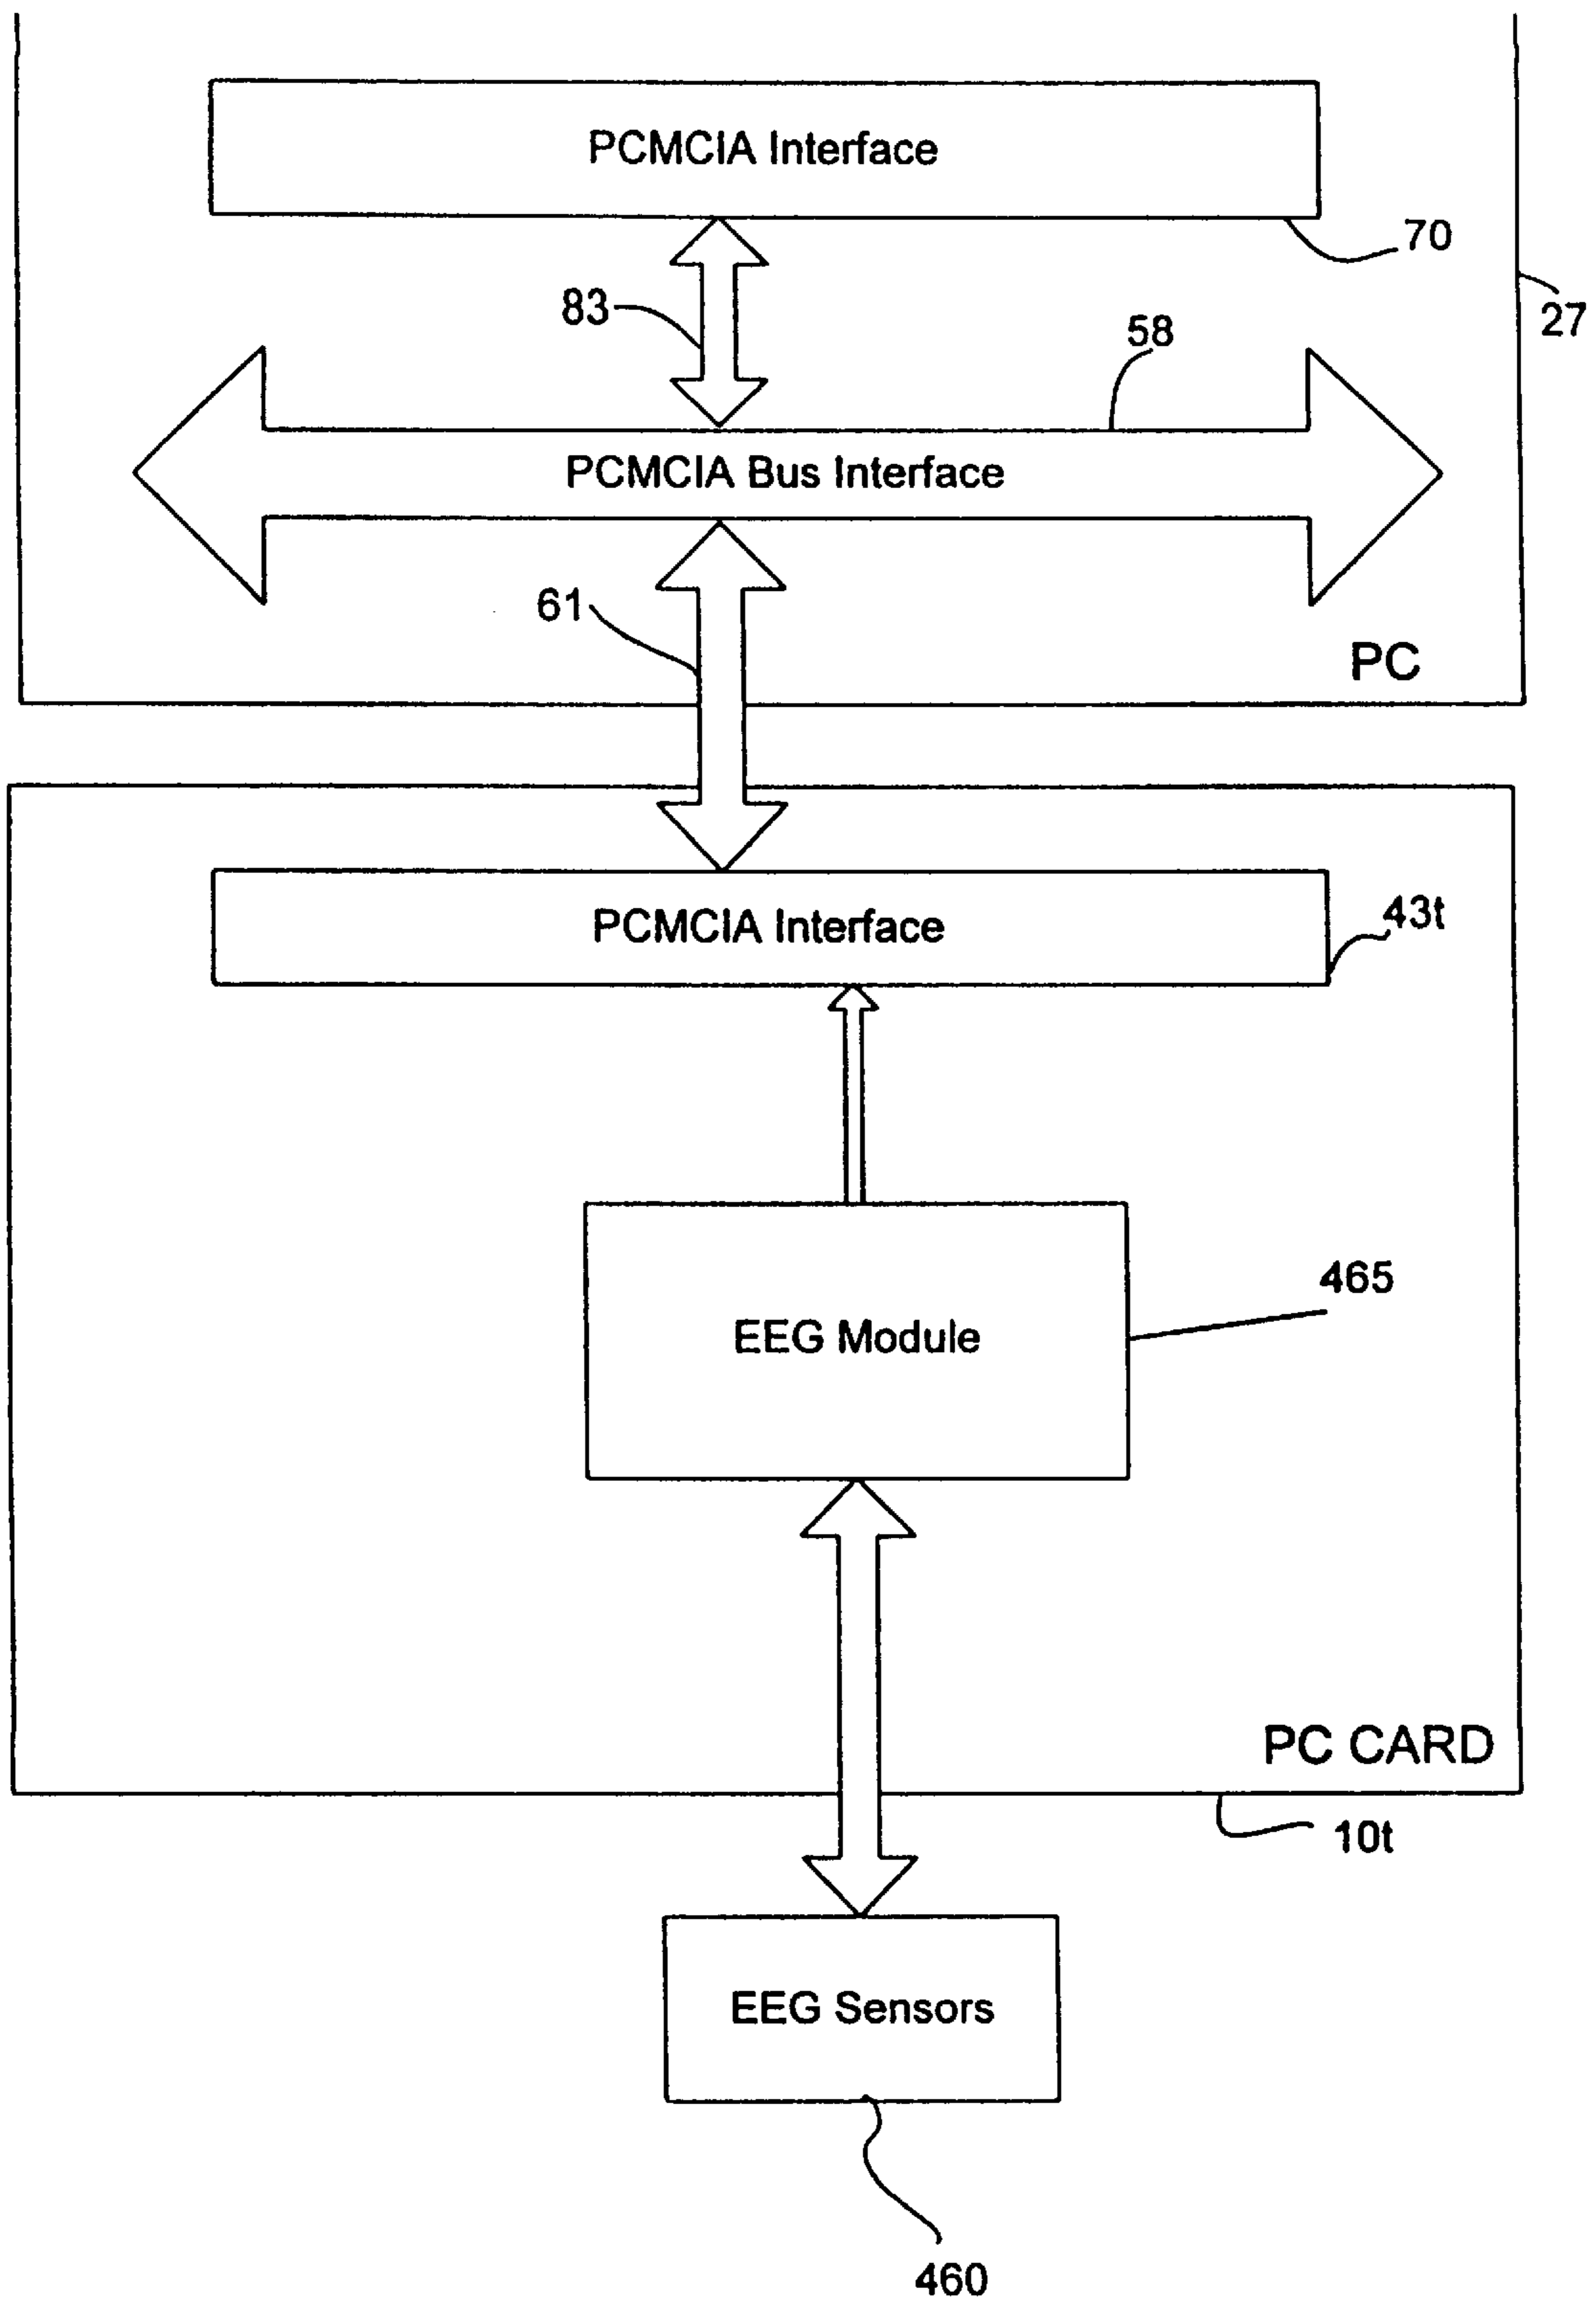 PCMCIA Interface
70
27
83
58
PCMCIA Bus Interface
61
PC
PCMCIA Interface
43t
465
EEG Module
PC CARD
10t
EEG Sensors
460